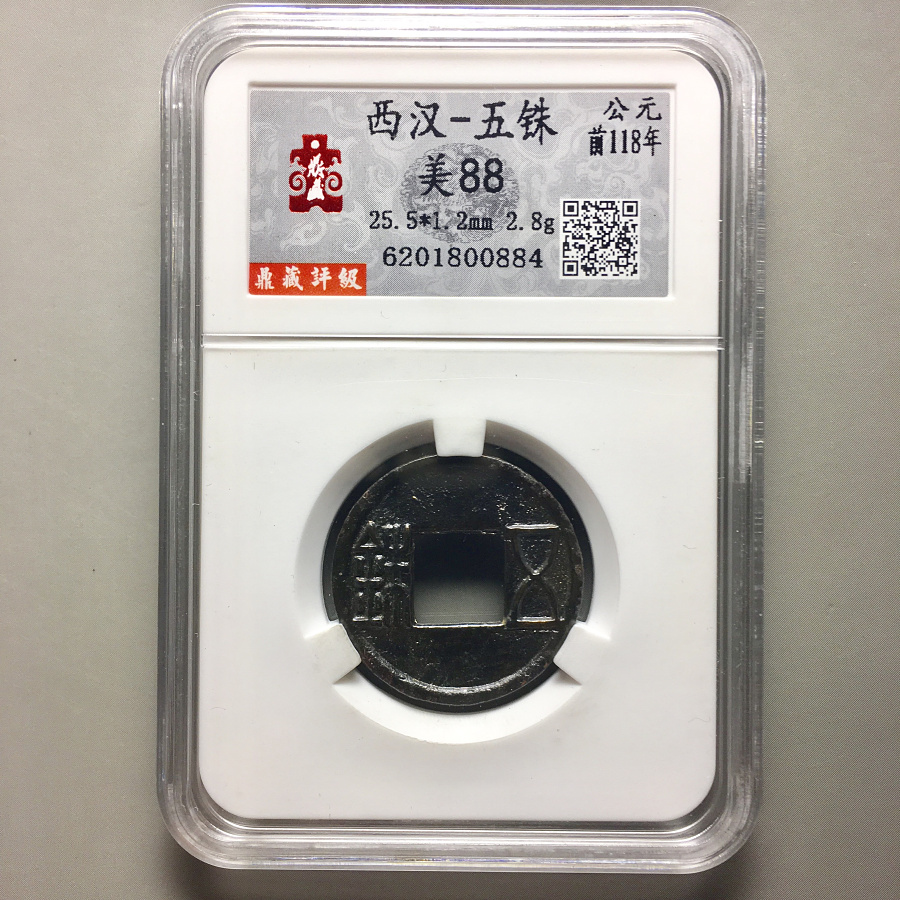 西汉-五铢
公元
前118年
美88
25.5*1.2mm 2.8g
6201800884
鼎藏評級
五銖